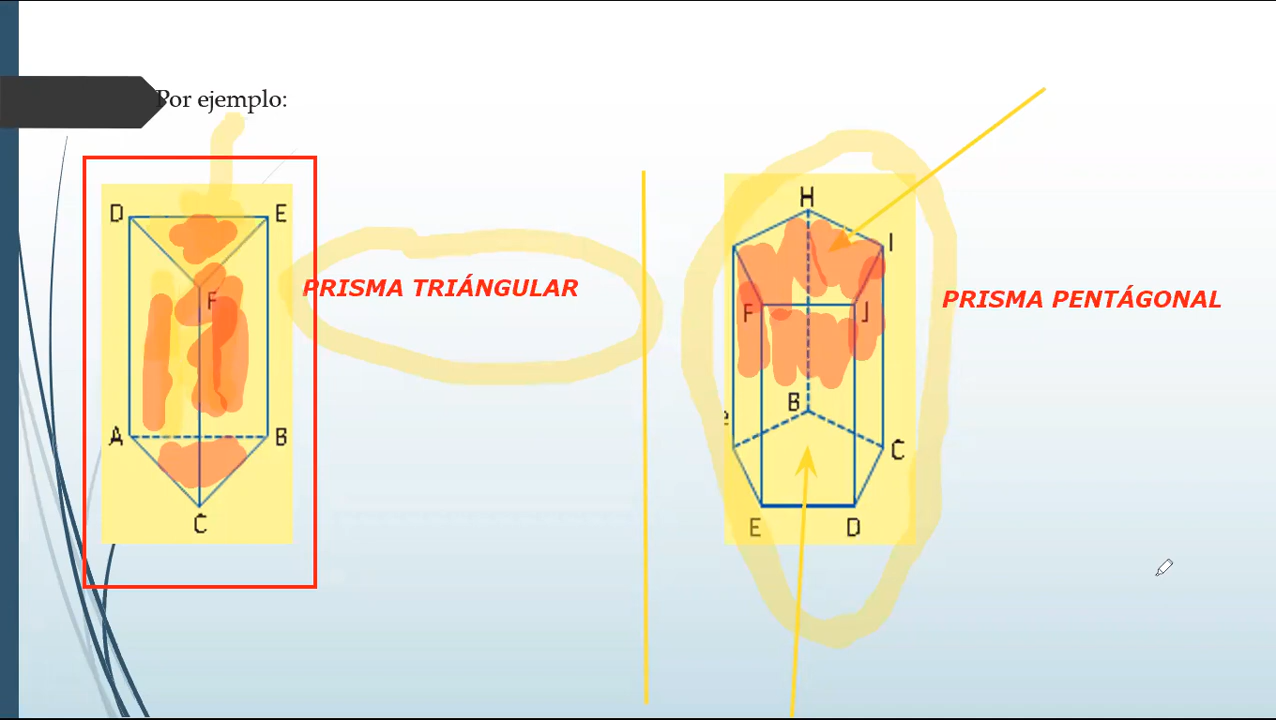 Por ejemplo:
D
E
F
A
B
C
PRISMA TRIÁNGULAR
H
I
F
J
B
e
C
E
D
PRISMA PENTÁGONAL